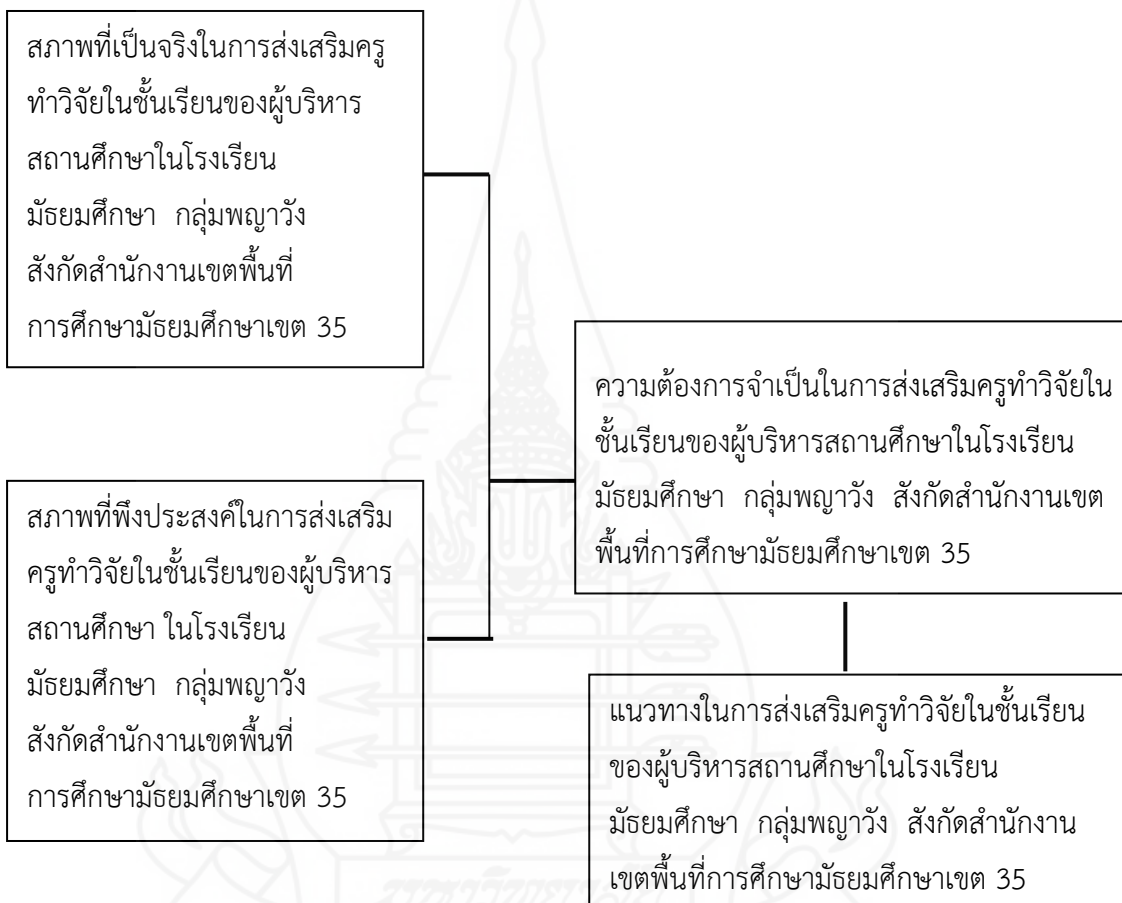 สภาพที่เป็นจริงในการส่งเสริมครู
ทำวิจัยในชั้นเรียนของผู้บริหาร
สถานศึกษาในโรงเรียน
มัธยมศึกษา กลุ่มพญาวัง
สังกัดสำนักงานเขตพื้นที่
การศึกษามัธยมศึกษาเขต 35
สภาพที่พึงประสงค์ในการส่งเสริม
ครูทำวิจัยในชั้นเรียนของผู้บริหาร
สถานศึกษา ในโรงเรียน
มัธยมศึกษา กลุ่มพญาวัง
สังกัดสำนักงานเขตพื้นที่
การศึกษามัธยมศึกษาเขต 35
ความต้องการจำเป็นในการส่งเสริมครูทำวิจัยใน
ชั้นเรียนของผู้บริหารสถานศึกษาในโรงเรียน
มัธยมศึกษา กลุ่มพญาวัง สังกัดสำนักงานเขต
พื้นที่การศึกษามัธยมศึกษาเขต 35
แนวทางในการส่งเสริมครูทำวิจัยในชั้นเรียน
ของผู้บริหารสถานศึกษาในโรงเรียน
มัธยมศึกษา กลุ่มพญาวัง สังกัดสำนักงาน
เขตพื้นที่การศึกษามัธยมศึกษาเขต 35